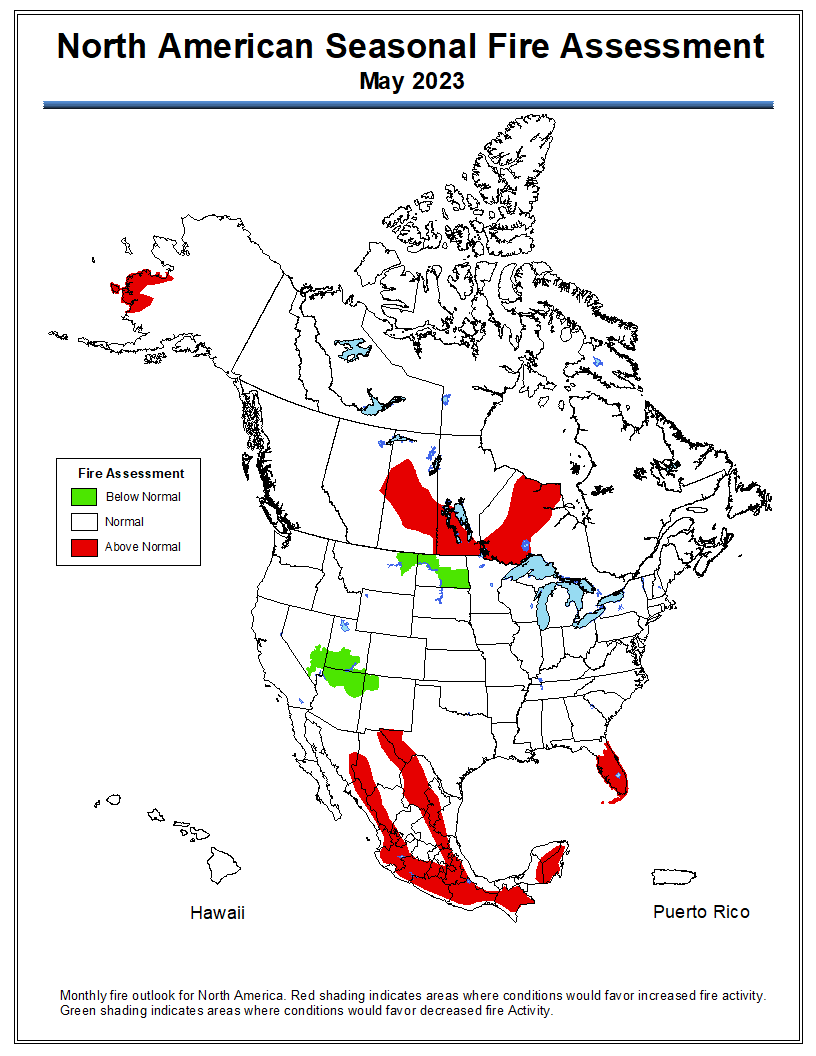 North American Seasonal Fire Assessment
May 2023
Fire Assessment
Below Normal
Normal
Above Normal
Hawaii
Puerto Rico
Monthly fire outlook for North America. Red shading indicates areas where conditions would favor increased fire activity.
Green shading indicates areas where conditions would favor decreased fire Activity.